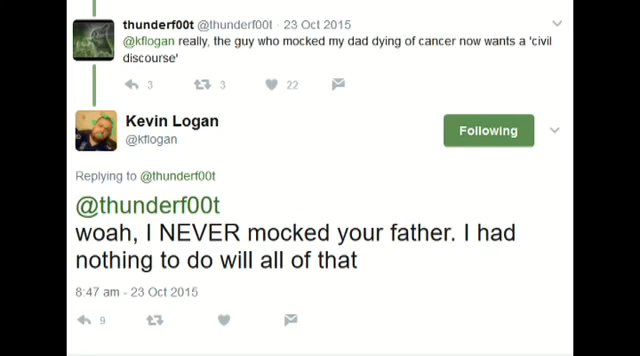 thunderf00t @thunderf00t · 23 Oct 2015
@kflogan really, the guy who mocked my dad dying of cancer now wants a 'civil
discourse'
3 3 22
Kevin Logan
@kflogan
Following
Replying to @thunderf00t
@thunderf00t
woah, I NEVER mocked your father. I had
nothing to do will all of that
8:47 am - 23 Oct 2015
9